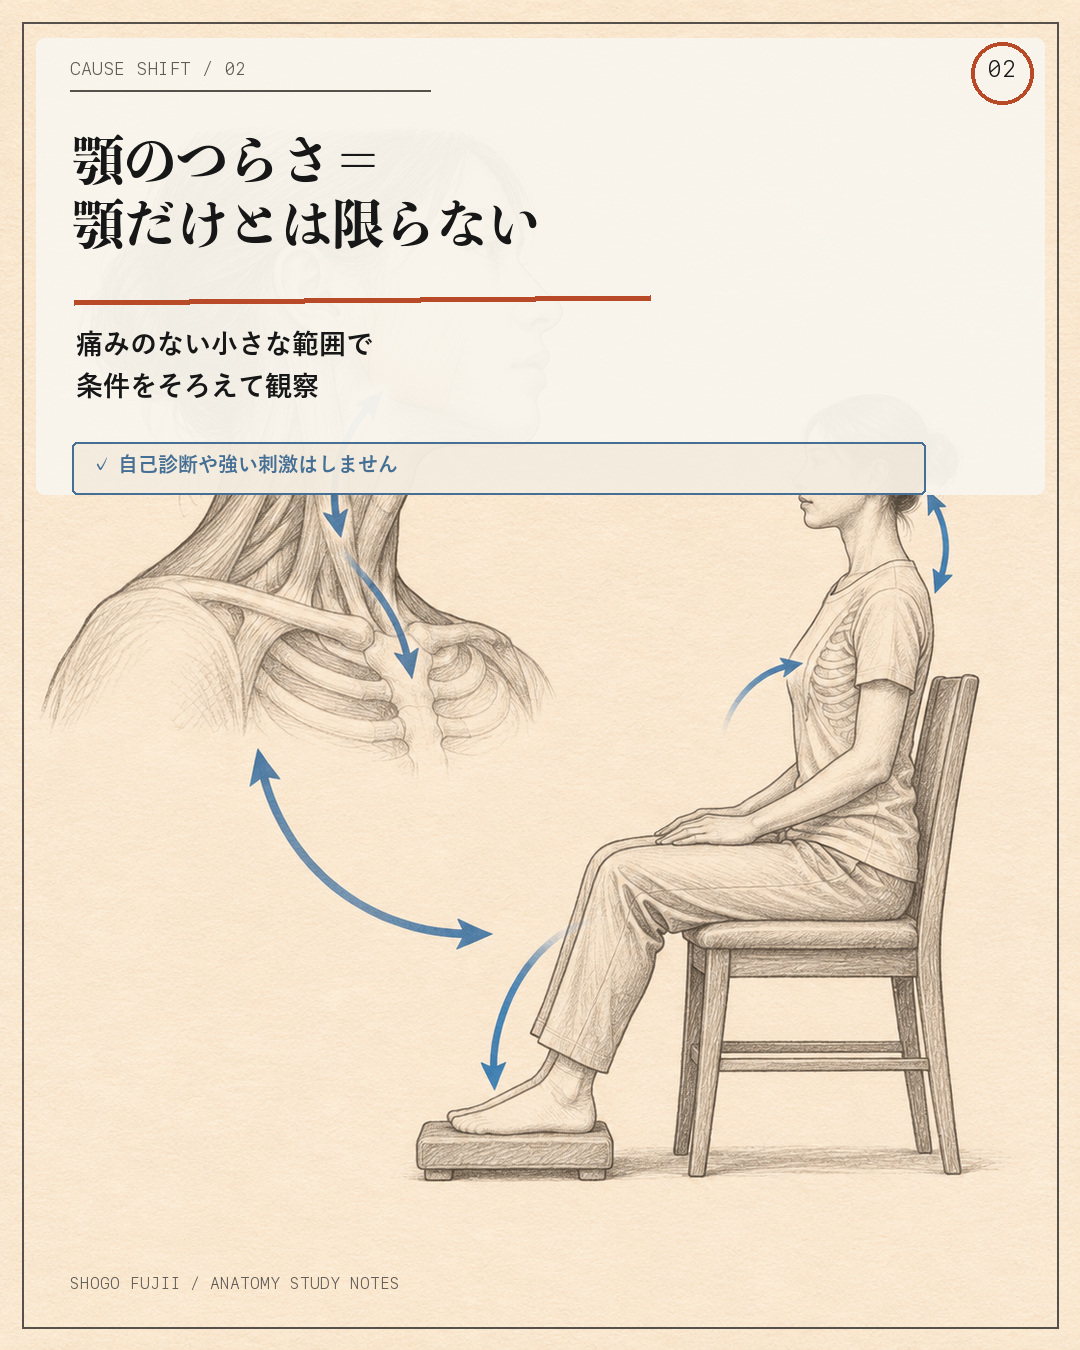 CAUSE SHIFT / 02
02
顎のつらさ＝
顎だけとは限らない
痛みのない小さな範囲で
条件をそろえて観察
✓ 自己診断や強い刺激はしません
SHOGO FUJII / ANATOMY STUDY NOTES